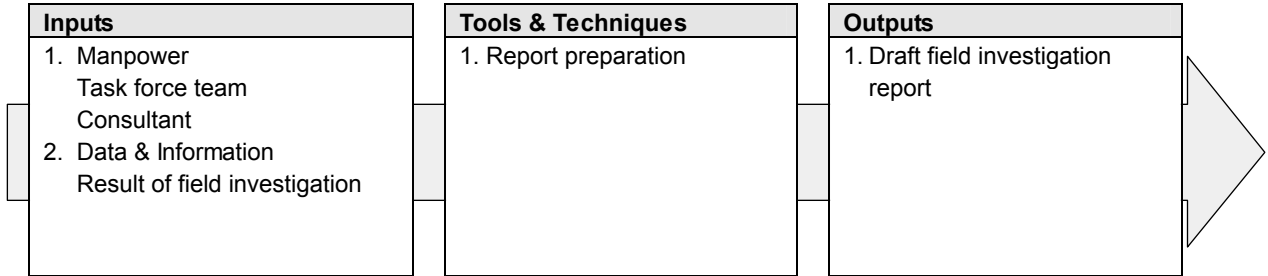 Inputs
1. Manpower
Task force team
Consultant
2. Data & Information
Result of field investigation
Tools & Techniques
1. Report preparation
Outputs
1. Draft field investigation
report